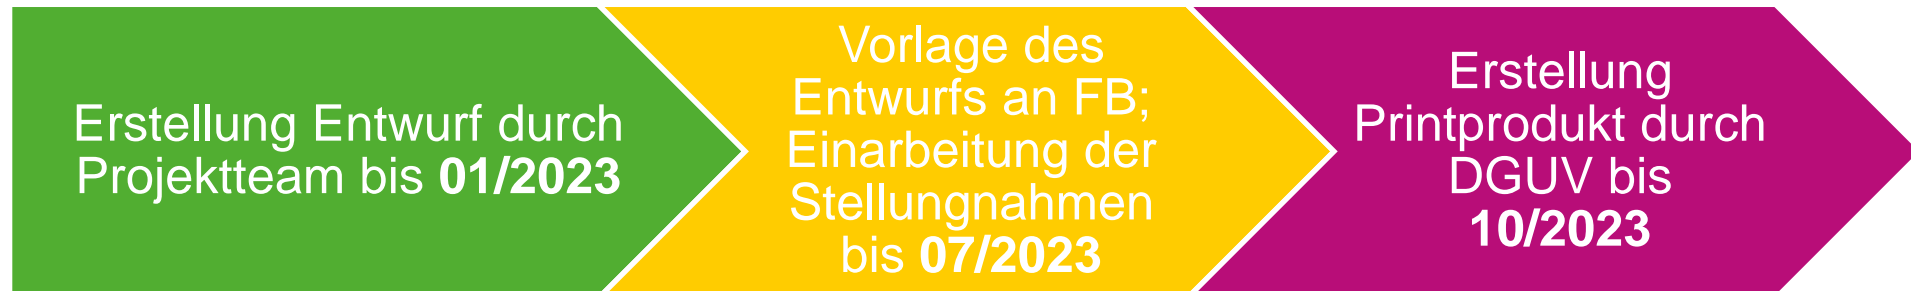 Erstellung Entwurf durch
Projektteam bis 01/2023
Vorlage des
Entwurfs an FB;
Einarbeitung der
Stellungnahmen
bis 07/2023
Erstellung
Printprodukt durch
DGUV bis
10/2023